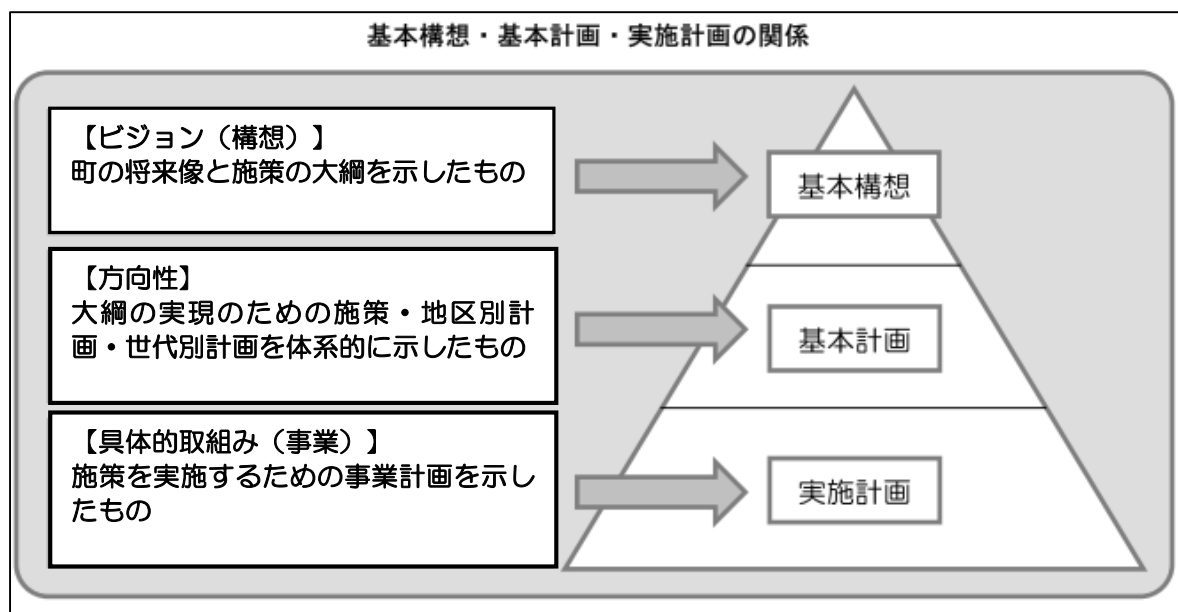 基本構想・基本計画・実施計画の関係
【ビジョン（構想）】
町の将来像と施策の大綱を示したもの
基本構想
【方向性】
大綱の実現のための施策・地区別計
画・世代別計画を体系的に示したもの
基本計画
【具体的取組み（事業）】
施策を実施するための事業計画を示し
たもの
実施計画